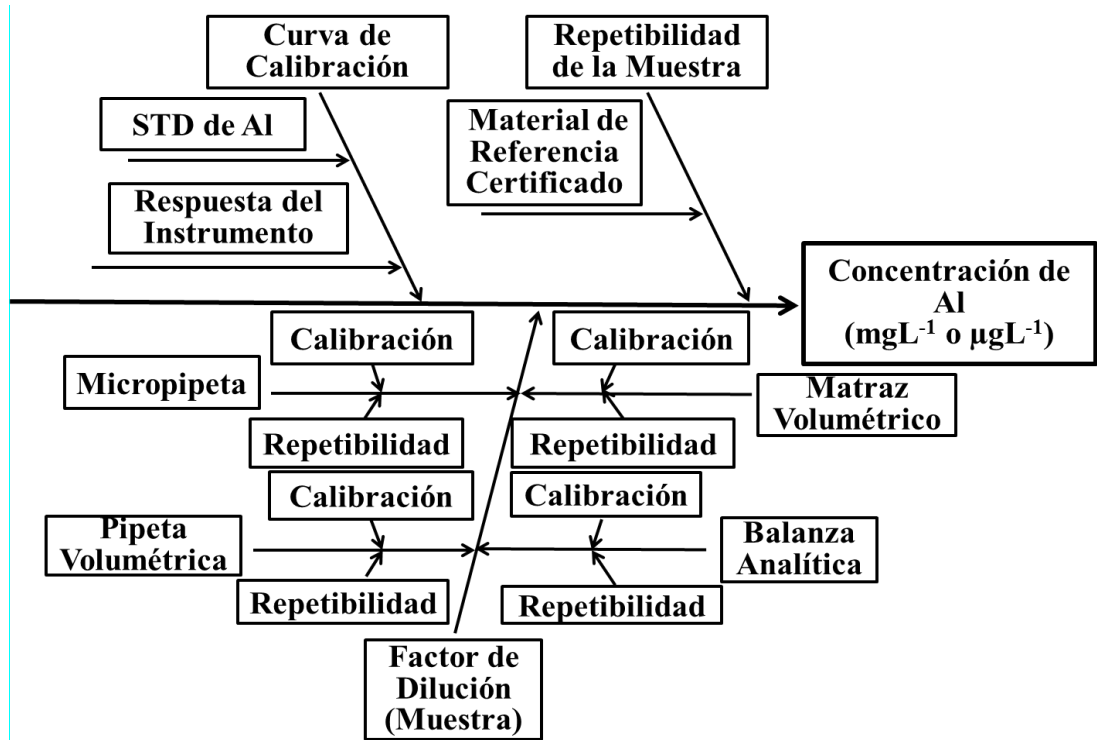 Curva de
Calibración
Repetibilidad
de la Muestra
STD de Al
Material de
Referencia
Certificado
Respuesta del
Instrumento
Concentración de
Al
(mgL⁻¹ o µgL⁻¹)
Calibración
Calibración
Micropipeta
Matraz
Volumétrico
Repetibilidad
Repetibilidad
Calibración
Calibración
Pipeta
Volumétrica
Balanza
Analítica
Repetibilidad
Repetibilidad
Factor de
Dilución
(Muestra)